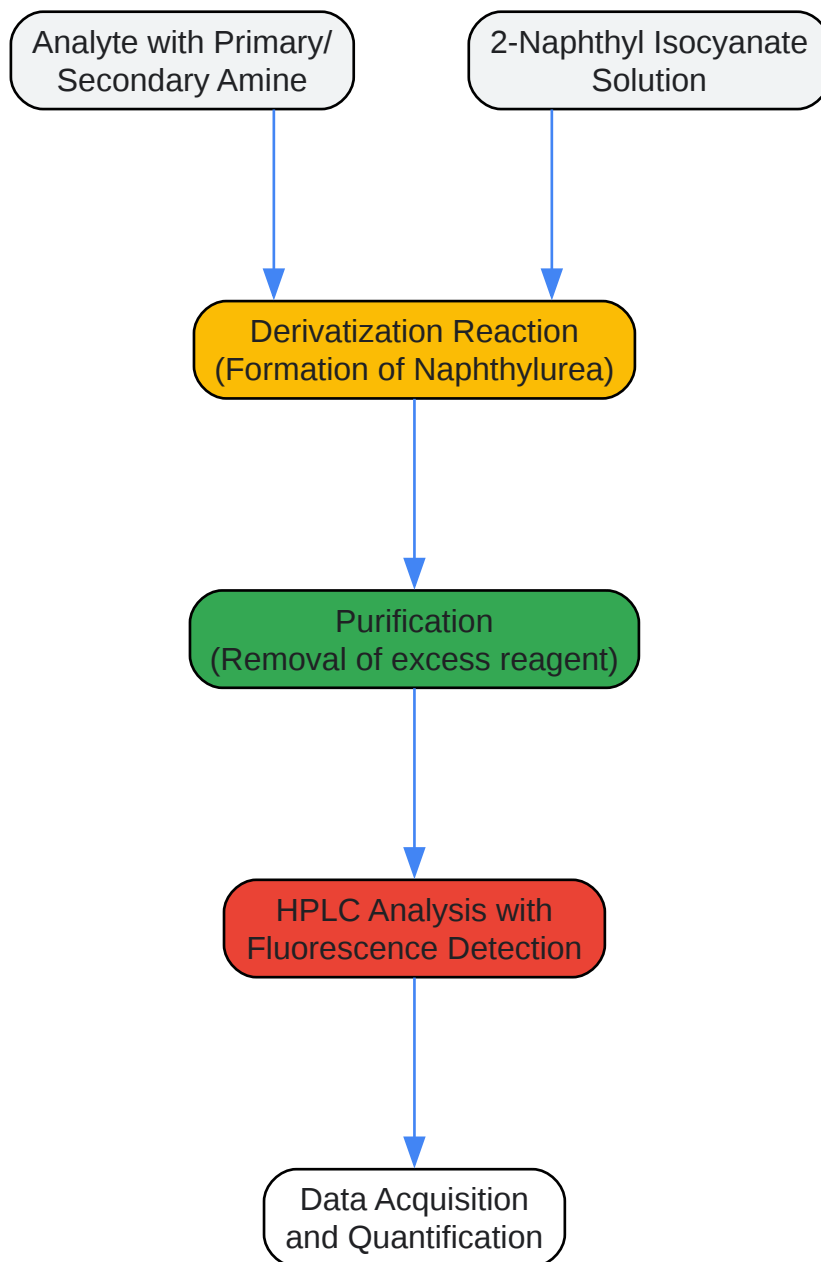 Analyte with Primary/
Secondary Amine
2-Naphthyl Isocyanate
Solution
Derivatization Reaction
(Formation of Naphthylurea)
Purification
(Removal of excess reagent)
HPLC Analysis with
Fluorescence Detection
Data Acquisition
and Quantification